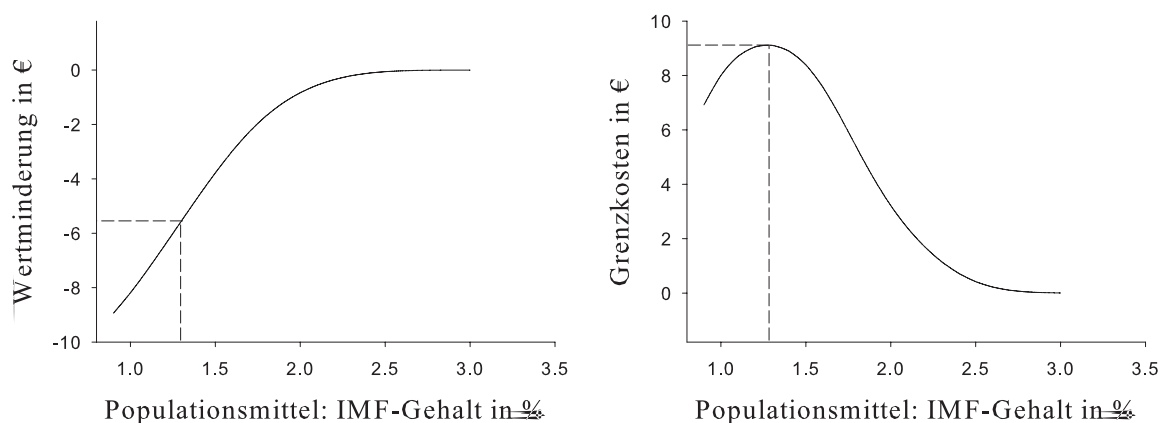 Wertminderung in €
0
-2
-4
-6
-8
-10
1.0 1.5 2.0 2.5 3.0 3.5
Populationsmittel: IMF-Gehalt in %
Grenzkosten in €
10
8
6
4
2
0
1.0 1.5 2.0 2.5 3.0 3.5
Populationsmittel: IMF-Gehalt in %